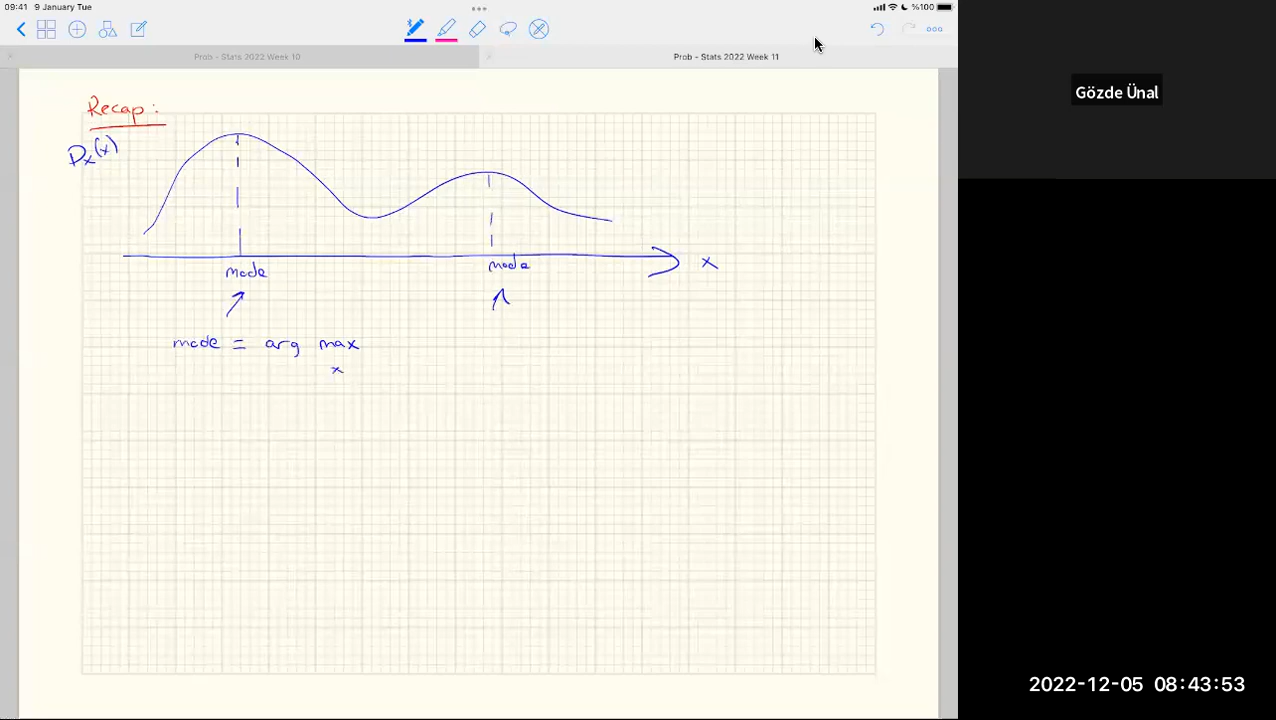 09:41 9 January Tue
%100
Prob - Stats 2022 Week 10
Prob - Stats 2022 Week 11
Gözde Ünal
Recap:
Px(x)
mode
mode
x
mode = arg max
x
2022-12-05 08:43:53